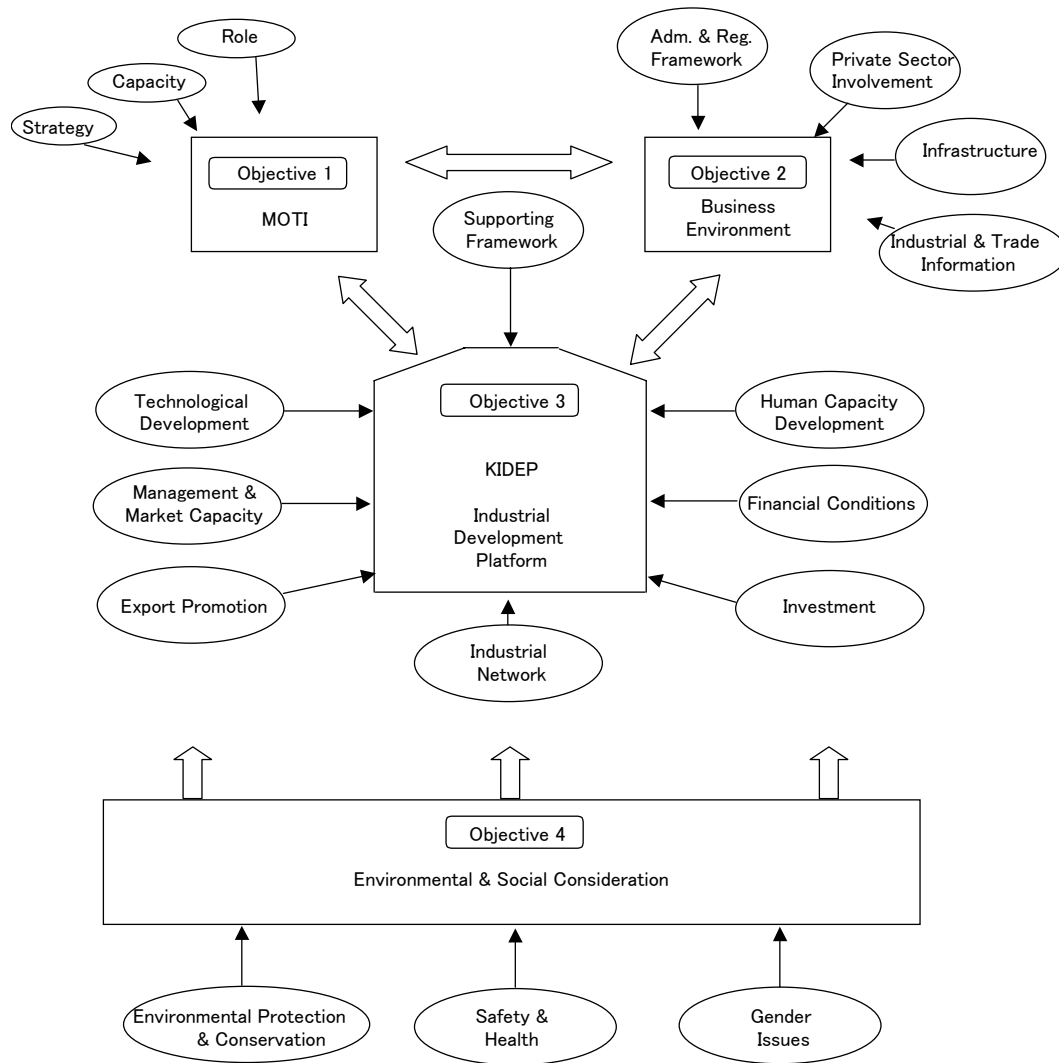 Role
Capacity
Strategy
Adm. & Reg.
Framework
Private Sector
Involvement
Infrastructure
Industrial & Trade
Information
Objective 1
MOTI
Objective 2
Business
Environment
Supporting
Framework
Objective 3
KIDEP
Industrial
Development
Platform
Technological
Development
Management &
Market Capacity
Export Promotion
Human Capacity
Development
Financial Conditions
Investment
Industrial
Network
Objective 4
Environmental & Social Consideration
Environmental Protection
& Conservation
Safety &
Health
Gender
Issues